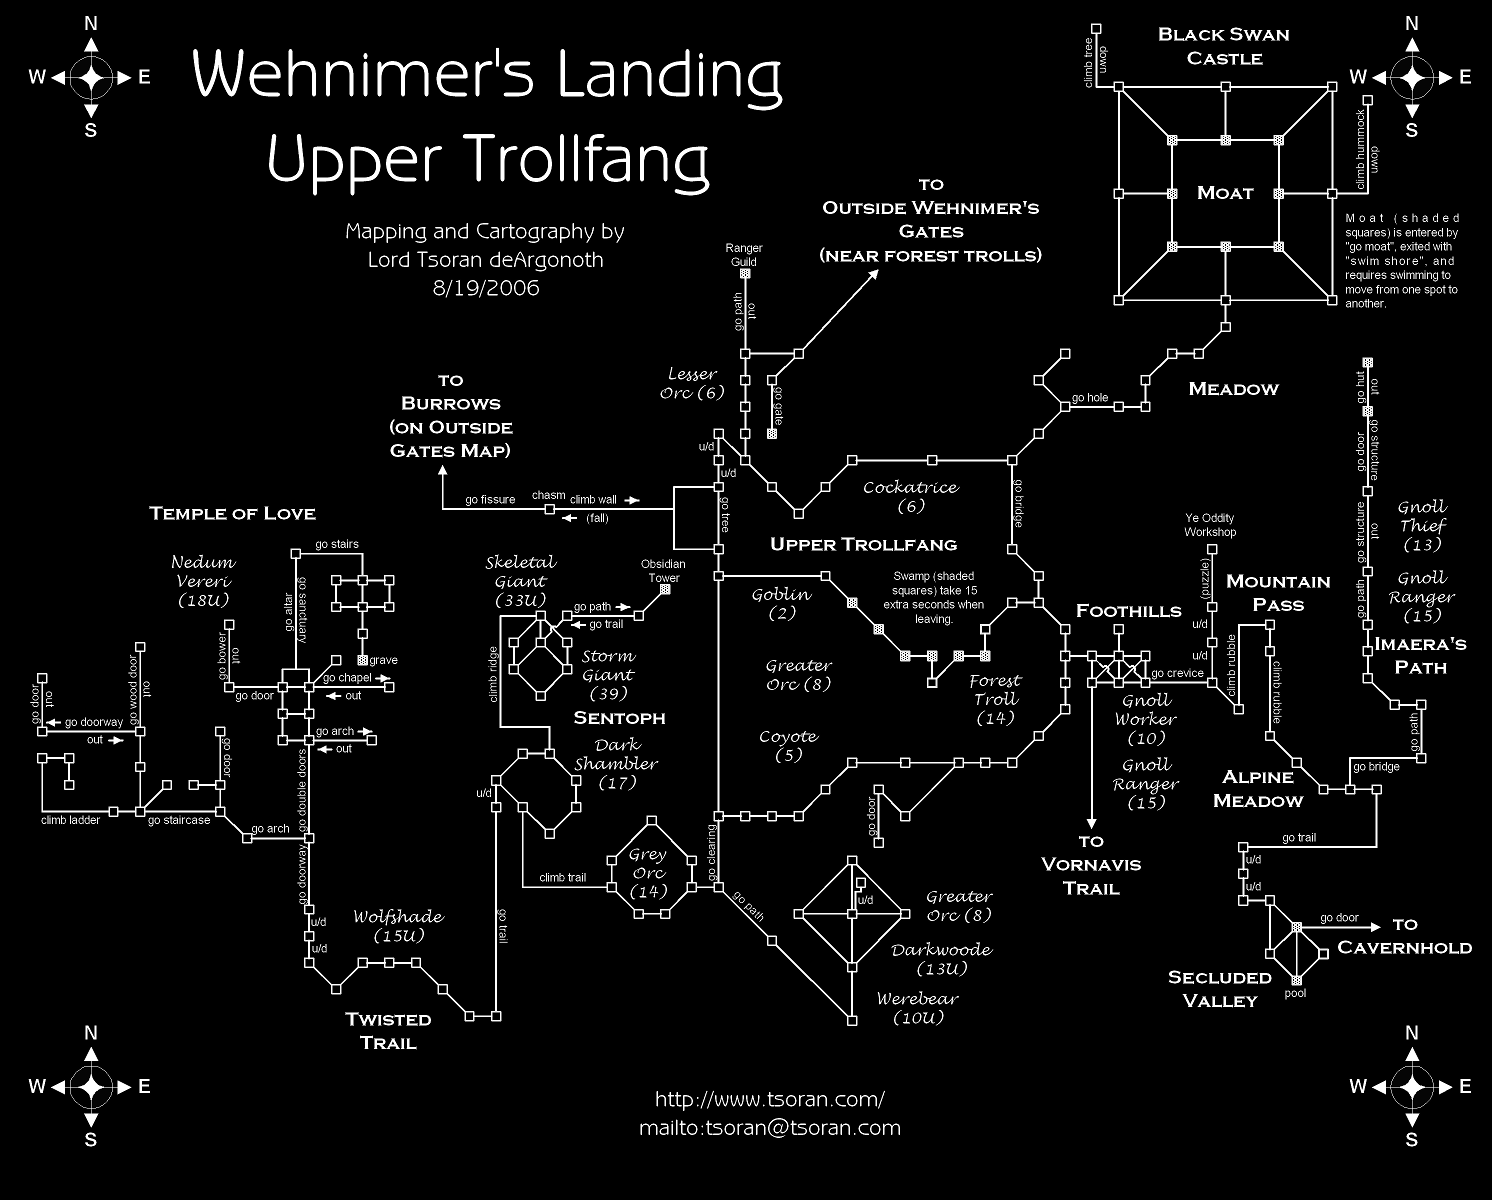 N
W E
S
Wehnimer's Landing
Upper Trollfang
Mapping and Cartography by
Lord Tsoran deArgonoth
8/19/2006
N
W E
S
Black Swan
Castle
climb tree
down
Moat
climb hummock
down
Moat (shaded
squares) is entered by
"go moat", exited with
"swim shore", and
requires swimming to
move from one spot to
another.
to
Outside Wehnimer's
Gates
(near forest trolls)
Ranger
Guild
go path
out
Lesser
Orc (6)
go gate
to
Burrows
(on Outside
Gates Map)
go hole
Meadow
go hut
out
go door
go structure
go structure
out
go path
Gnoll
Thief
(13)
Gnoll
Ranger
(15)
Imaera's
Path
u/d
u/d
go tree
go fissure
chasm
climb wall
(fall)
Cockatrice
(6)
go bridge
Temple of Love
go stairs
Nedum
Vereri
(18U)
go altar
go sanctuary
Skeletal
Giant
(33U)
Obsidian
Tower
go path
go trail
Upper Trollfang
Goblin
(2)
Swamp (shaded
squares) take 15
extra seconds when
leaving.
Ye Oddity
Workshop
(puzzle)
u/d
u/d
Foothills
Mountain
Pass
go bower
out
grave
go chapel
out
go door
go wood door
out
go door
out
go doorway
out
go arch
out
go door
go double doors
climb ladder
go staircase
go arch
go doorway
u/d
u/d
climb ridge
Storm
Giant
(39)
Sentoph
Dark
Shambler
(17)
u/d
Greater
Orc (8)
Forest
Troll
(14)
Coyote
(5)
go crevice
climb rubble
climb rubble
Gnoll
Worker
(10)
Gnoll
Ranger
(15)
Alpine
Meadow
go path
go bridge
go trail
u/d
u/d
go door
to
Cavernhold
Secluded
Valley
pool
to
Vornavis
Trail
go door
climb trail
Grey
Orc
(14)
go clearing
go path
u/d
Greater
Orc (8)
Darkwoode
(13U)
Werebear
(10U)
Wolfshade
(15U)
go trail
Twisted
Trail
N
W E
S
http://www.tsoran.com/
mailto:tsoran@tsoran.com
N
W E
S